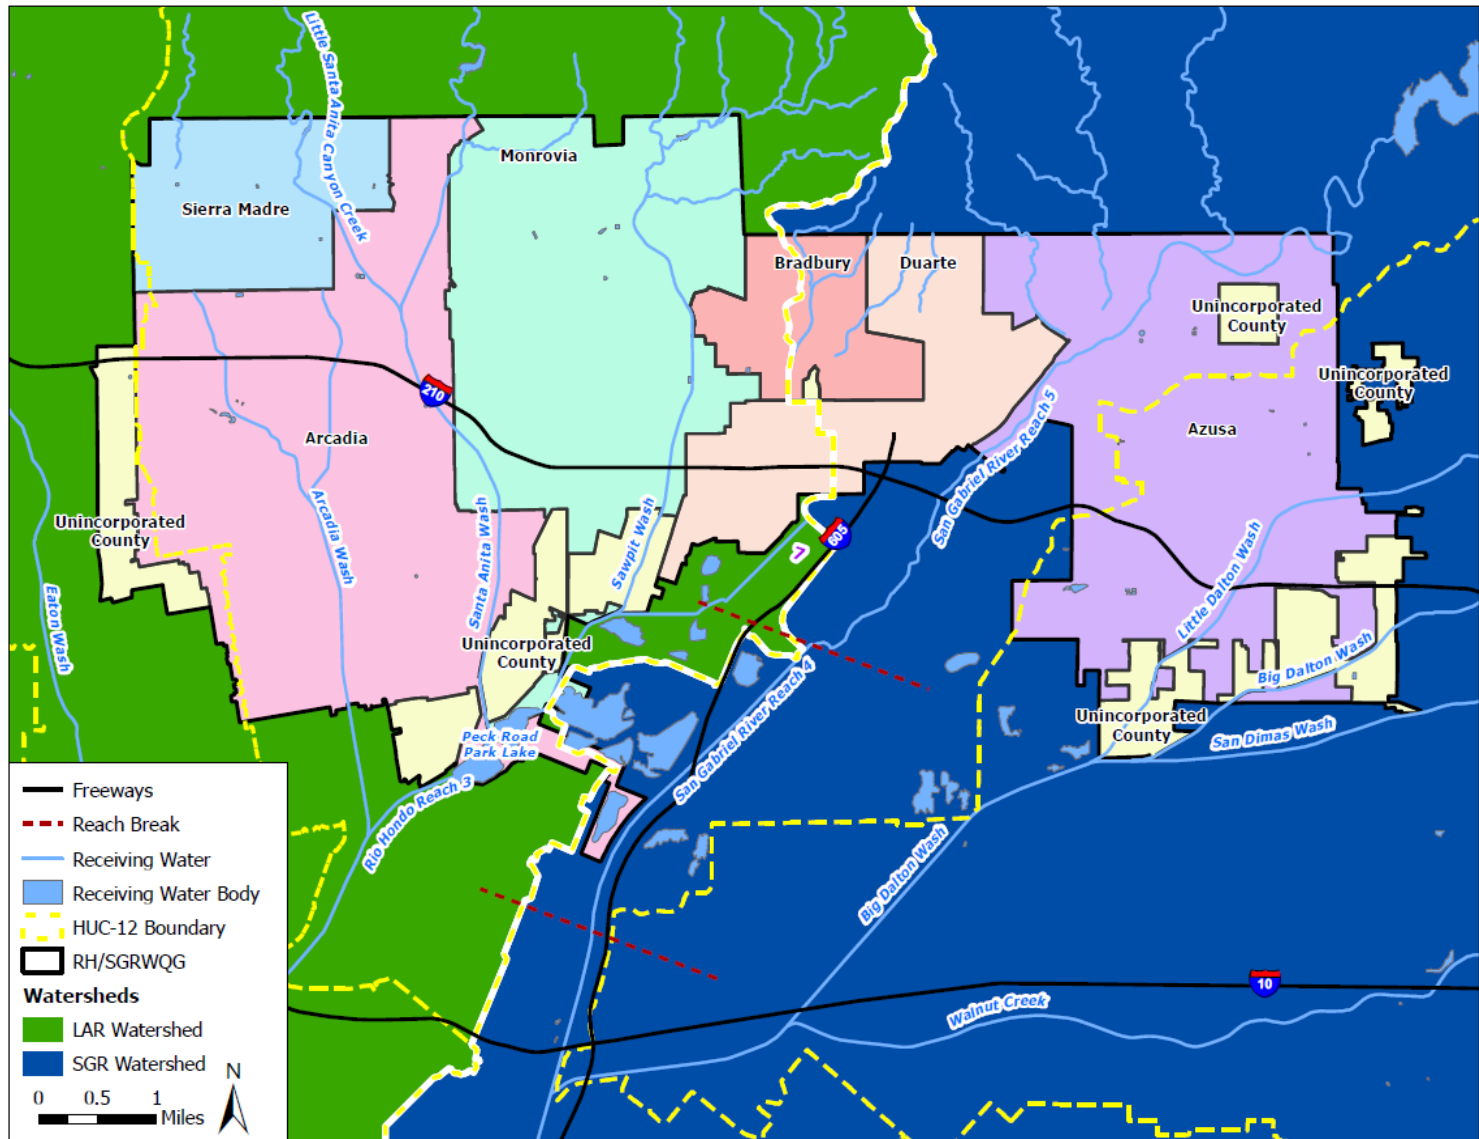 Little Santa Anita Canyon Creek
Monrovia
Sierra Madre
Bradbury
Duarte
Unincorporated
County
Unincorporated
County
210
Arcadia
San Gabriel River Reach 5
Azusa
Unincorporated
County
Arcadia Wash
Santa Anita Wash
Sawpit Wash
605
1
Little Dalton Wash
Eaton Wash
Unincorporated
County
Big Dalton Wash
Unincorporated
County
San Dimas Wash
Peck Road
Park Lake
San Gabriel River Reach 4
Rio Hondo Reach 3
Big Dalton Wash
10
Walnut Creek
Freeways
Reach Break
Receiving Water
Receiving Water Body
HUC-12 Boundary
RH/SGRWQG
Watersheds
LAR Watershed
SGR Watershed
N
0 0.5 1
Miles